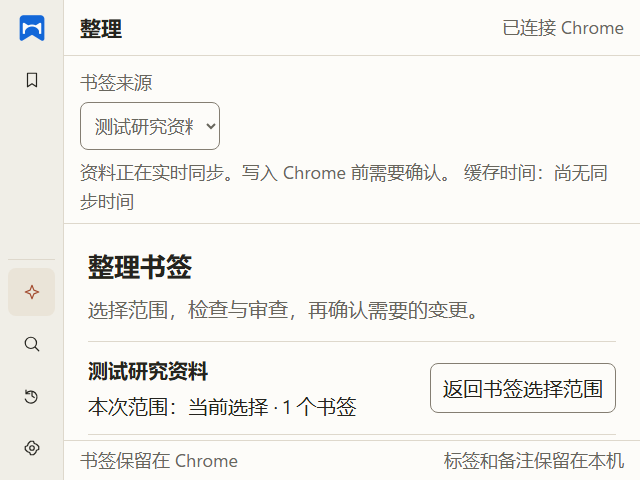 整理
已连接 Chrome
书签来源
测试研究资料
资料正在实时同步。写入 Chrome 前需要确认。 缓存时间：尚无同
步时间
整理书签
选择范围，检查与审查，再确认需要的变更。
测试研究资料
本次范围：当前选择 · 1 个书签
返回书签选择范围
书签保留在 Chrome
标签和备注保留在本机